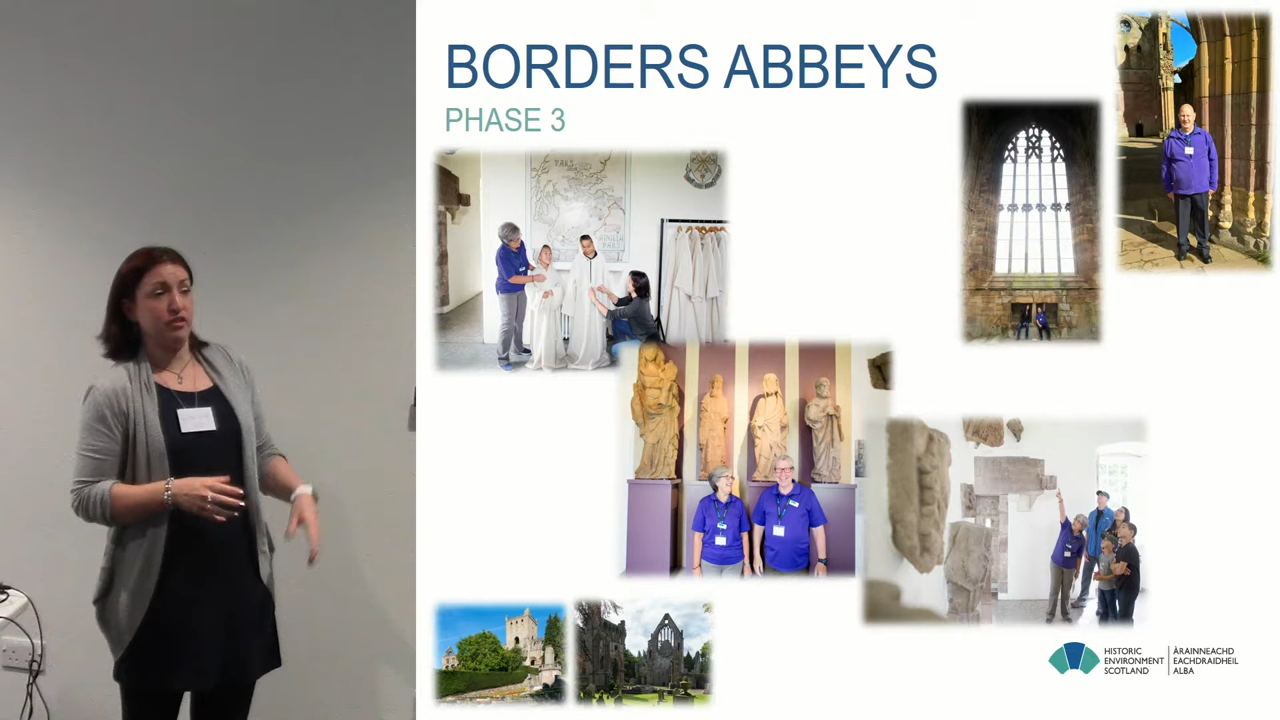 BORDERS ABBEYS
PHASE 3
HISTORIC
ENVIRONMENT
SCOTLAND
ÀRAINNEACHD
EACHDRAIDHEIL
ALBA